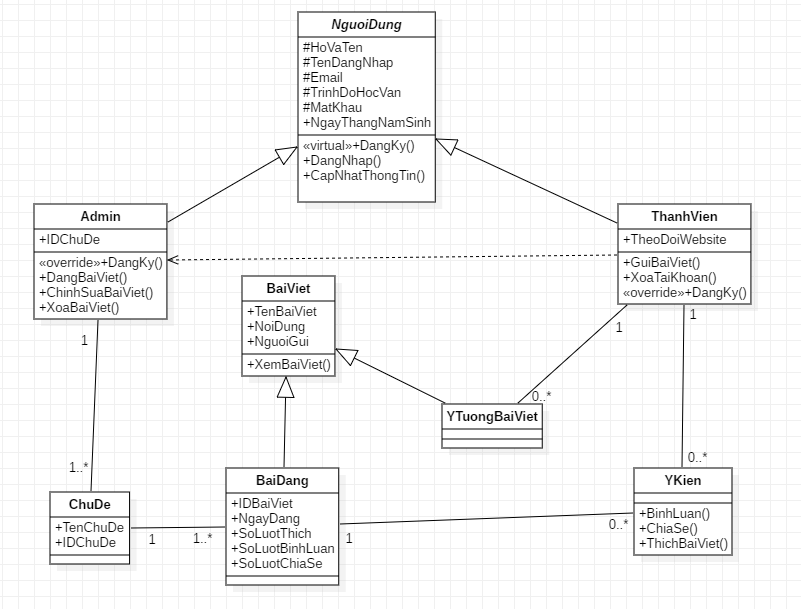 NguoiDung
#HoVaTen
#TenDangNhap
#Email
#TrinhDoHocVan
#MatKhau
+NgayThangNamSinh
«virtual»+DangKy()
+DangNhap()
+CapNhatThongTin()
Admin
+IDChuDe
«override»+DangKy()
+DangBaiViet()
+ChinhSuaBaiViet()
+XoaBaiViet()
ThanhVien
+TheoDoiWebsite
+GuiBaiViet()
+XoaTaiKhoan()
«override»+DangKy()
BaiViet
+TenBaiViet
+NoiDung
+NguoiGui
+XemBaiViet()
1
1
1
0..*
YTuongBaiViet
1..*
0..*
ChuDe
+TenChuDe
+IDChuDe
1
1..*
BaiDang
+IDBaiViet
+NgayDang
+SoLuotThich
+SoLuotBinhLuan
+SoLuotChiaSe
1
0..*
YKien
+BinhLuan()
+ChiaSe()
+ThichBaiViet()